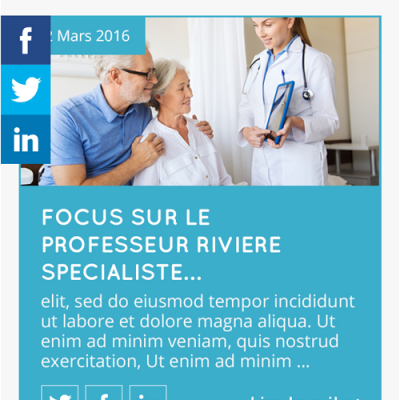 2 Mars 2016
FOCUS SUR LE
PROFESSEUR RIVIERE
SPECIALISTE...
elit, sed do eiusmod tempor incididunt
ut labore et dolore magna aliqua. Ut
enim ad minim veniam, quis nostrud
exercitation, Ut enim ad minim ...